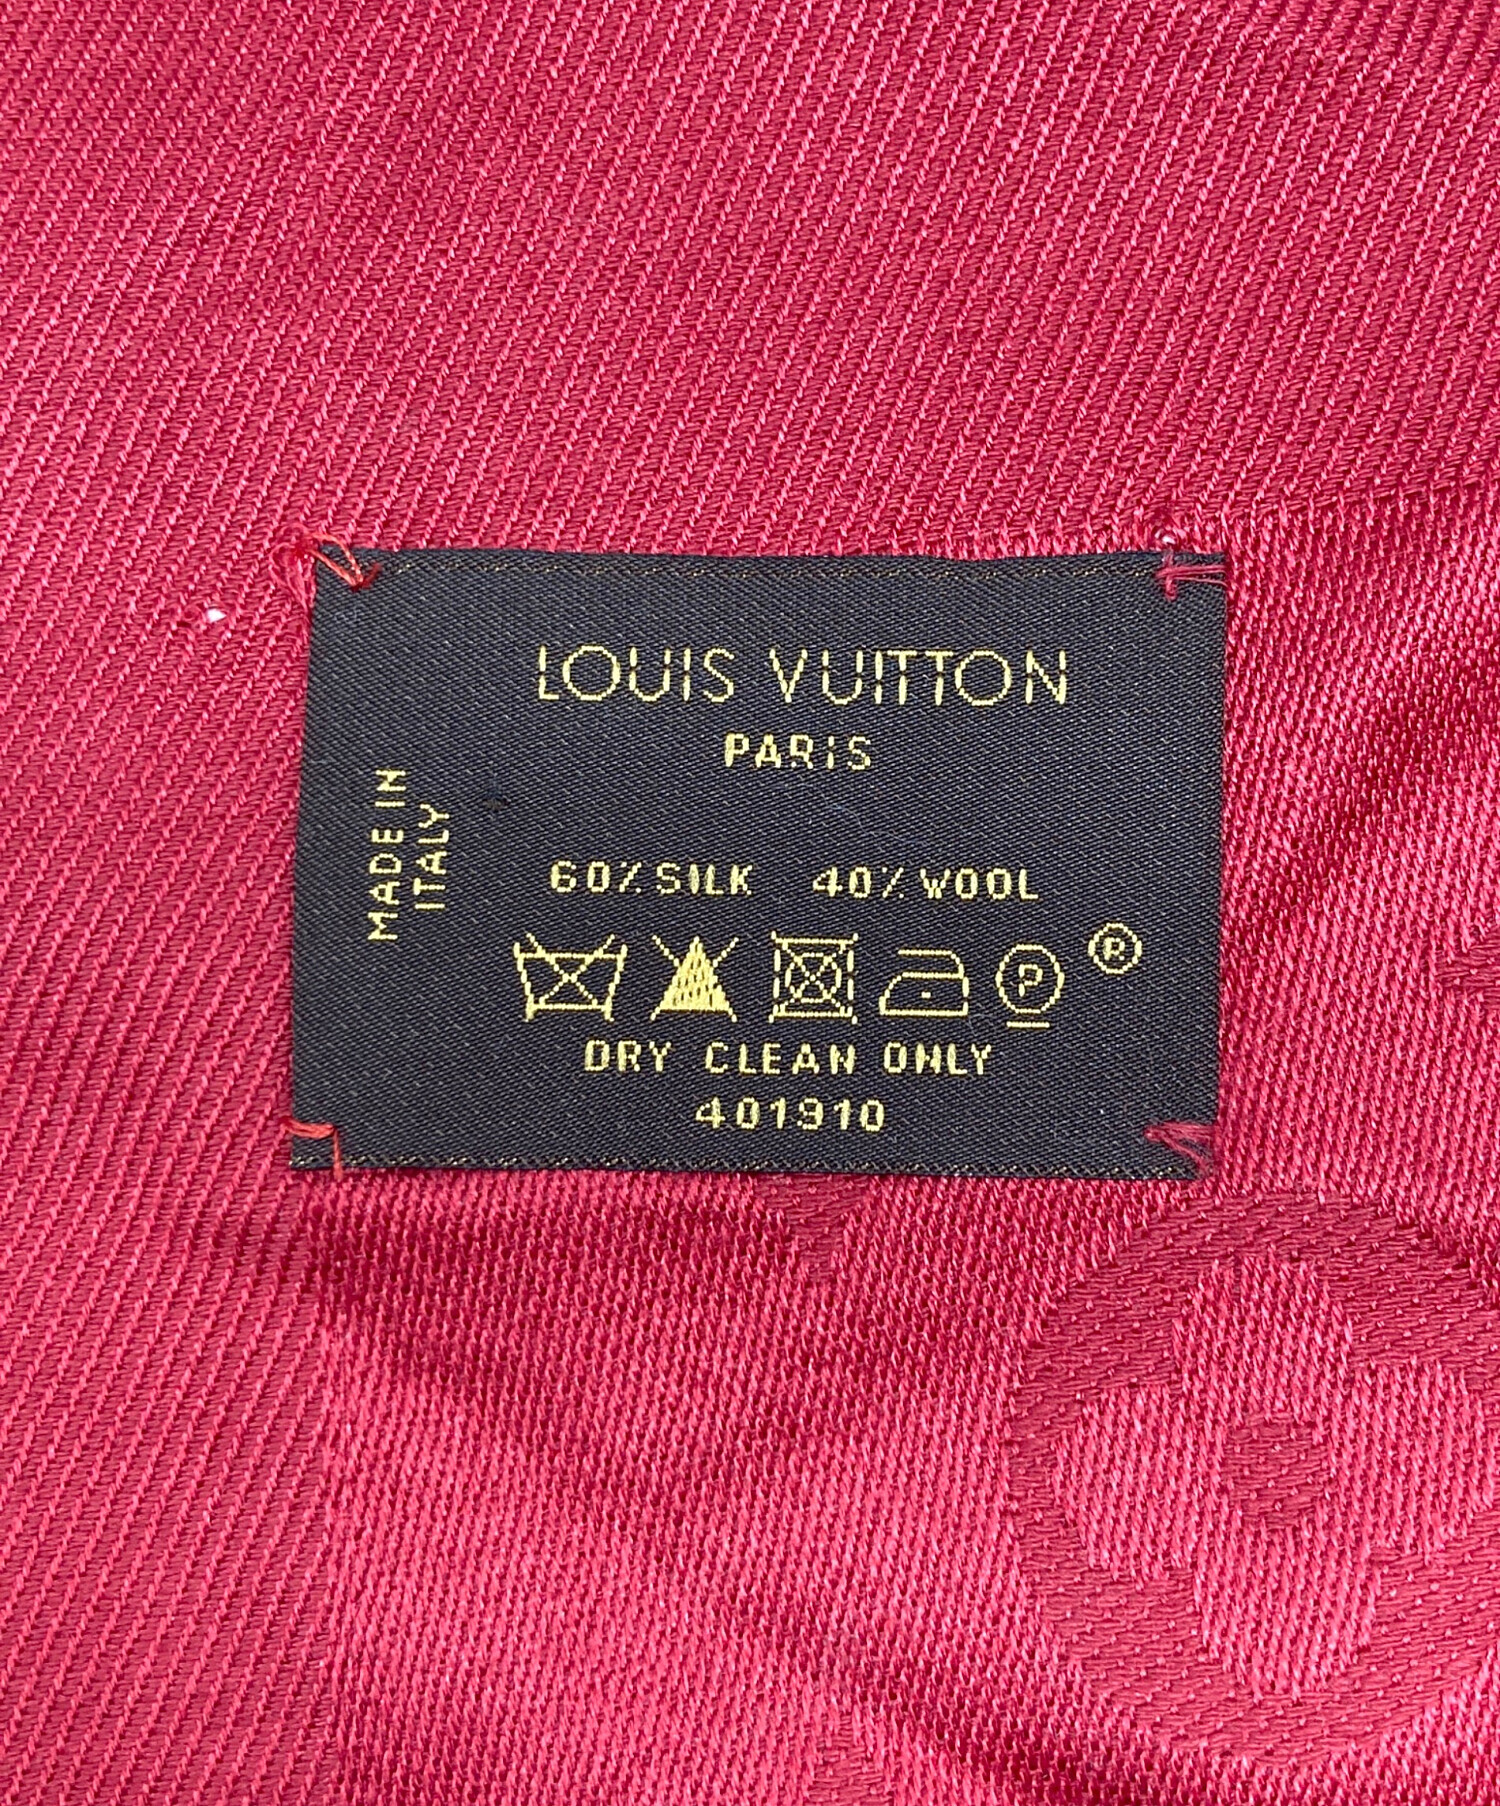 LOUIS VUITTON
PARIS
MADE IN
ITALY
60% SILK 40% WOOL
P ®
DRY CLEAN ONLY
401910